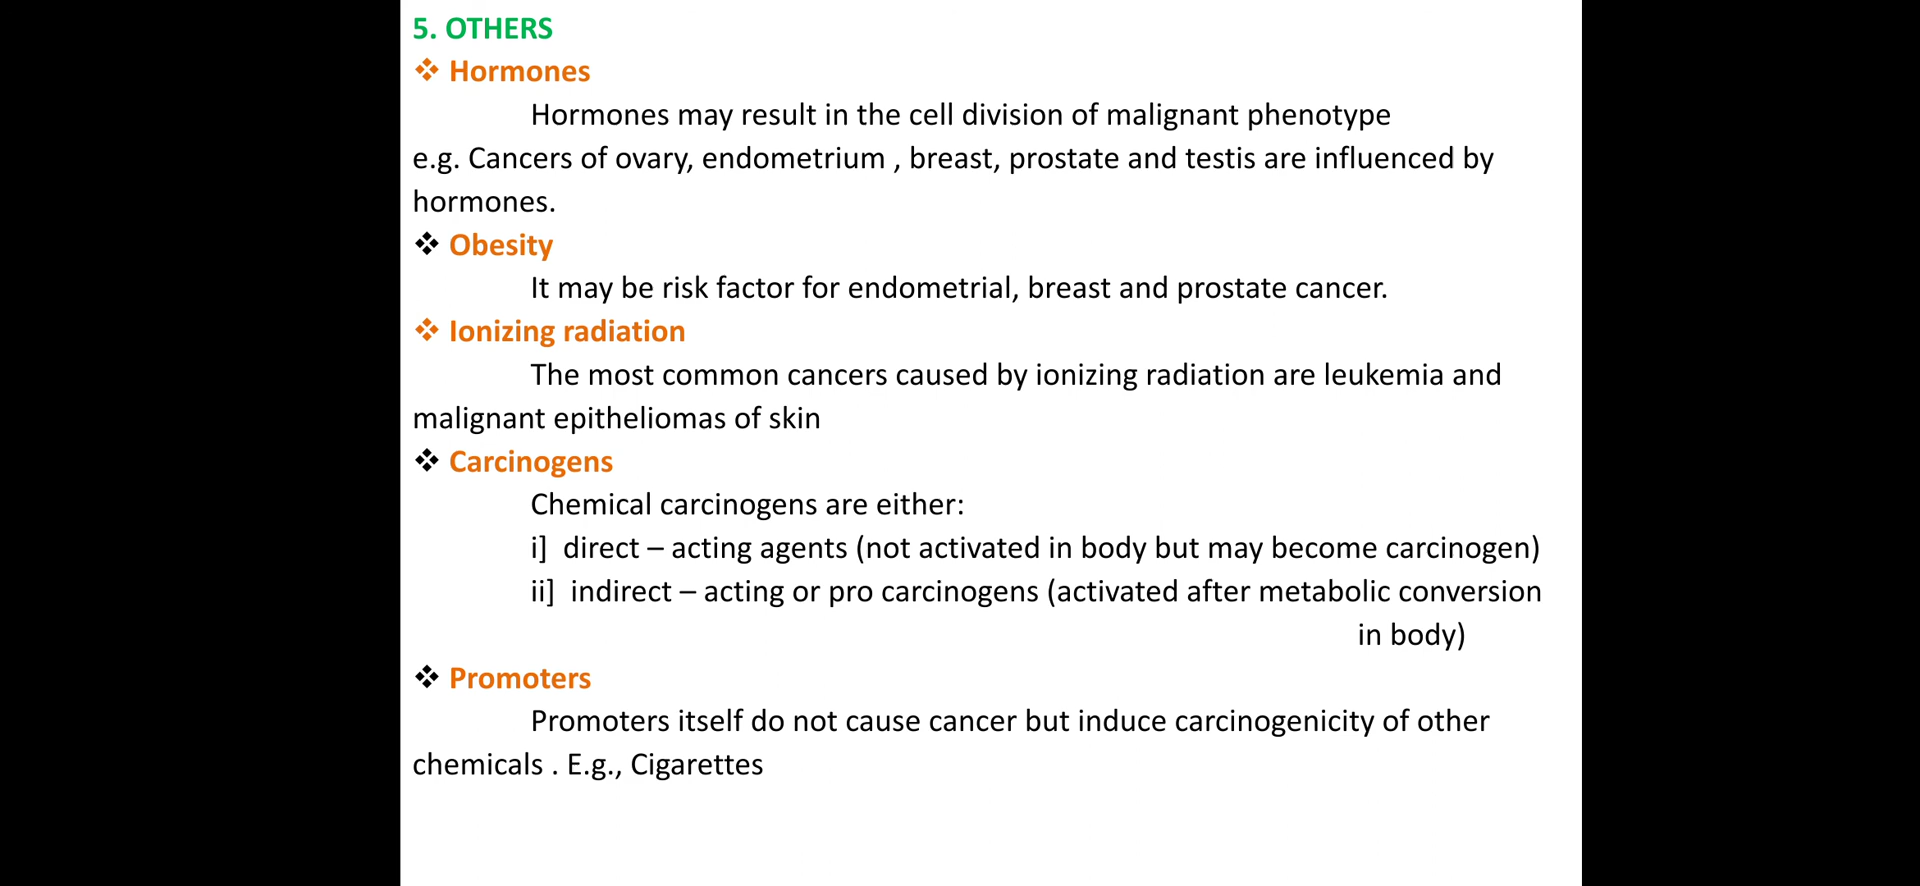 5. OTHERS
❖ Hormones
Hormones may result in the cell division of malignant phenotype
e.g. Cancers of ovary, endometrium , breast, prostate and testis are influenced by
hormones.
❖ Obesity
It may be risk factor for endometrial, breast and prostate cancer.
❖ Ionizing radiation
The most common cancers caused by ionizing radiation are leukemia and
malignant epitheliomas of skin
❖ Carcinogens
Chemical carcinogens are either:
i] direct – acting agents (not activated in body but may become carcinogen)
ii] indirect – acting or pro carcinogens (activated after metabolic conversion
in body)
❖ Promoters
Promoters itself do not cause cancer but induce carcinogenicity of other
chemicals . E.g., Cigarettes